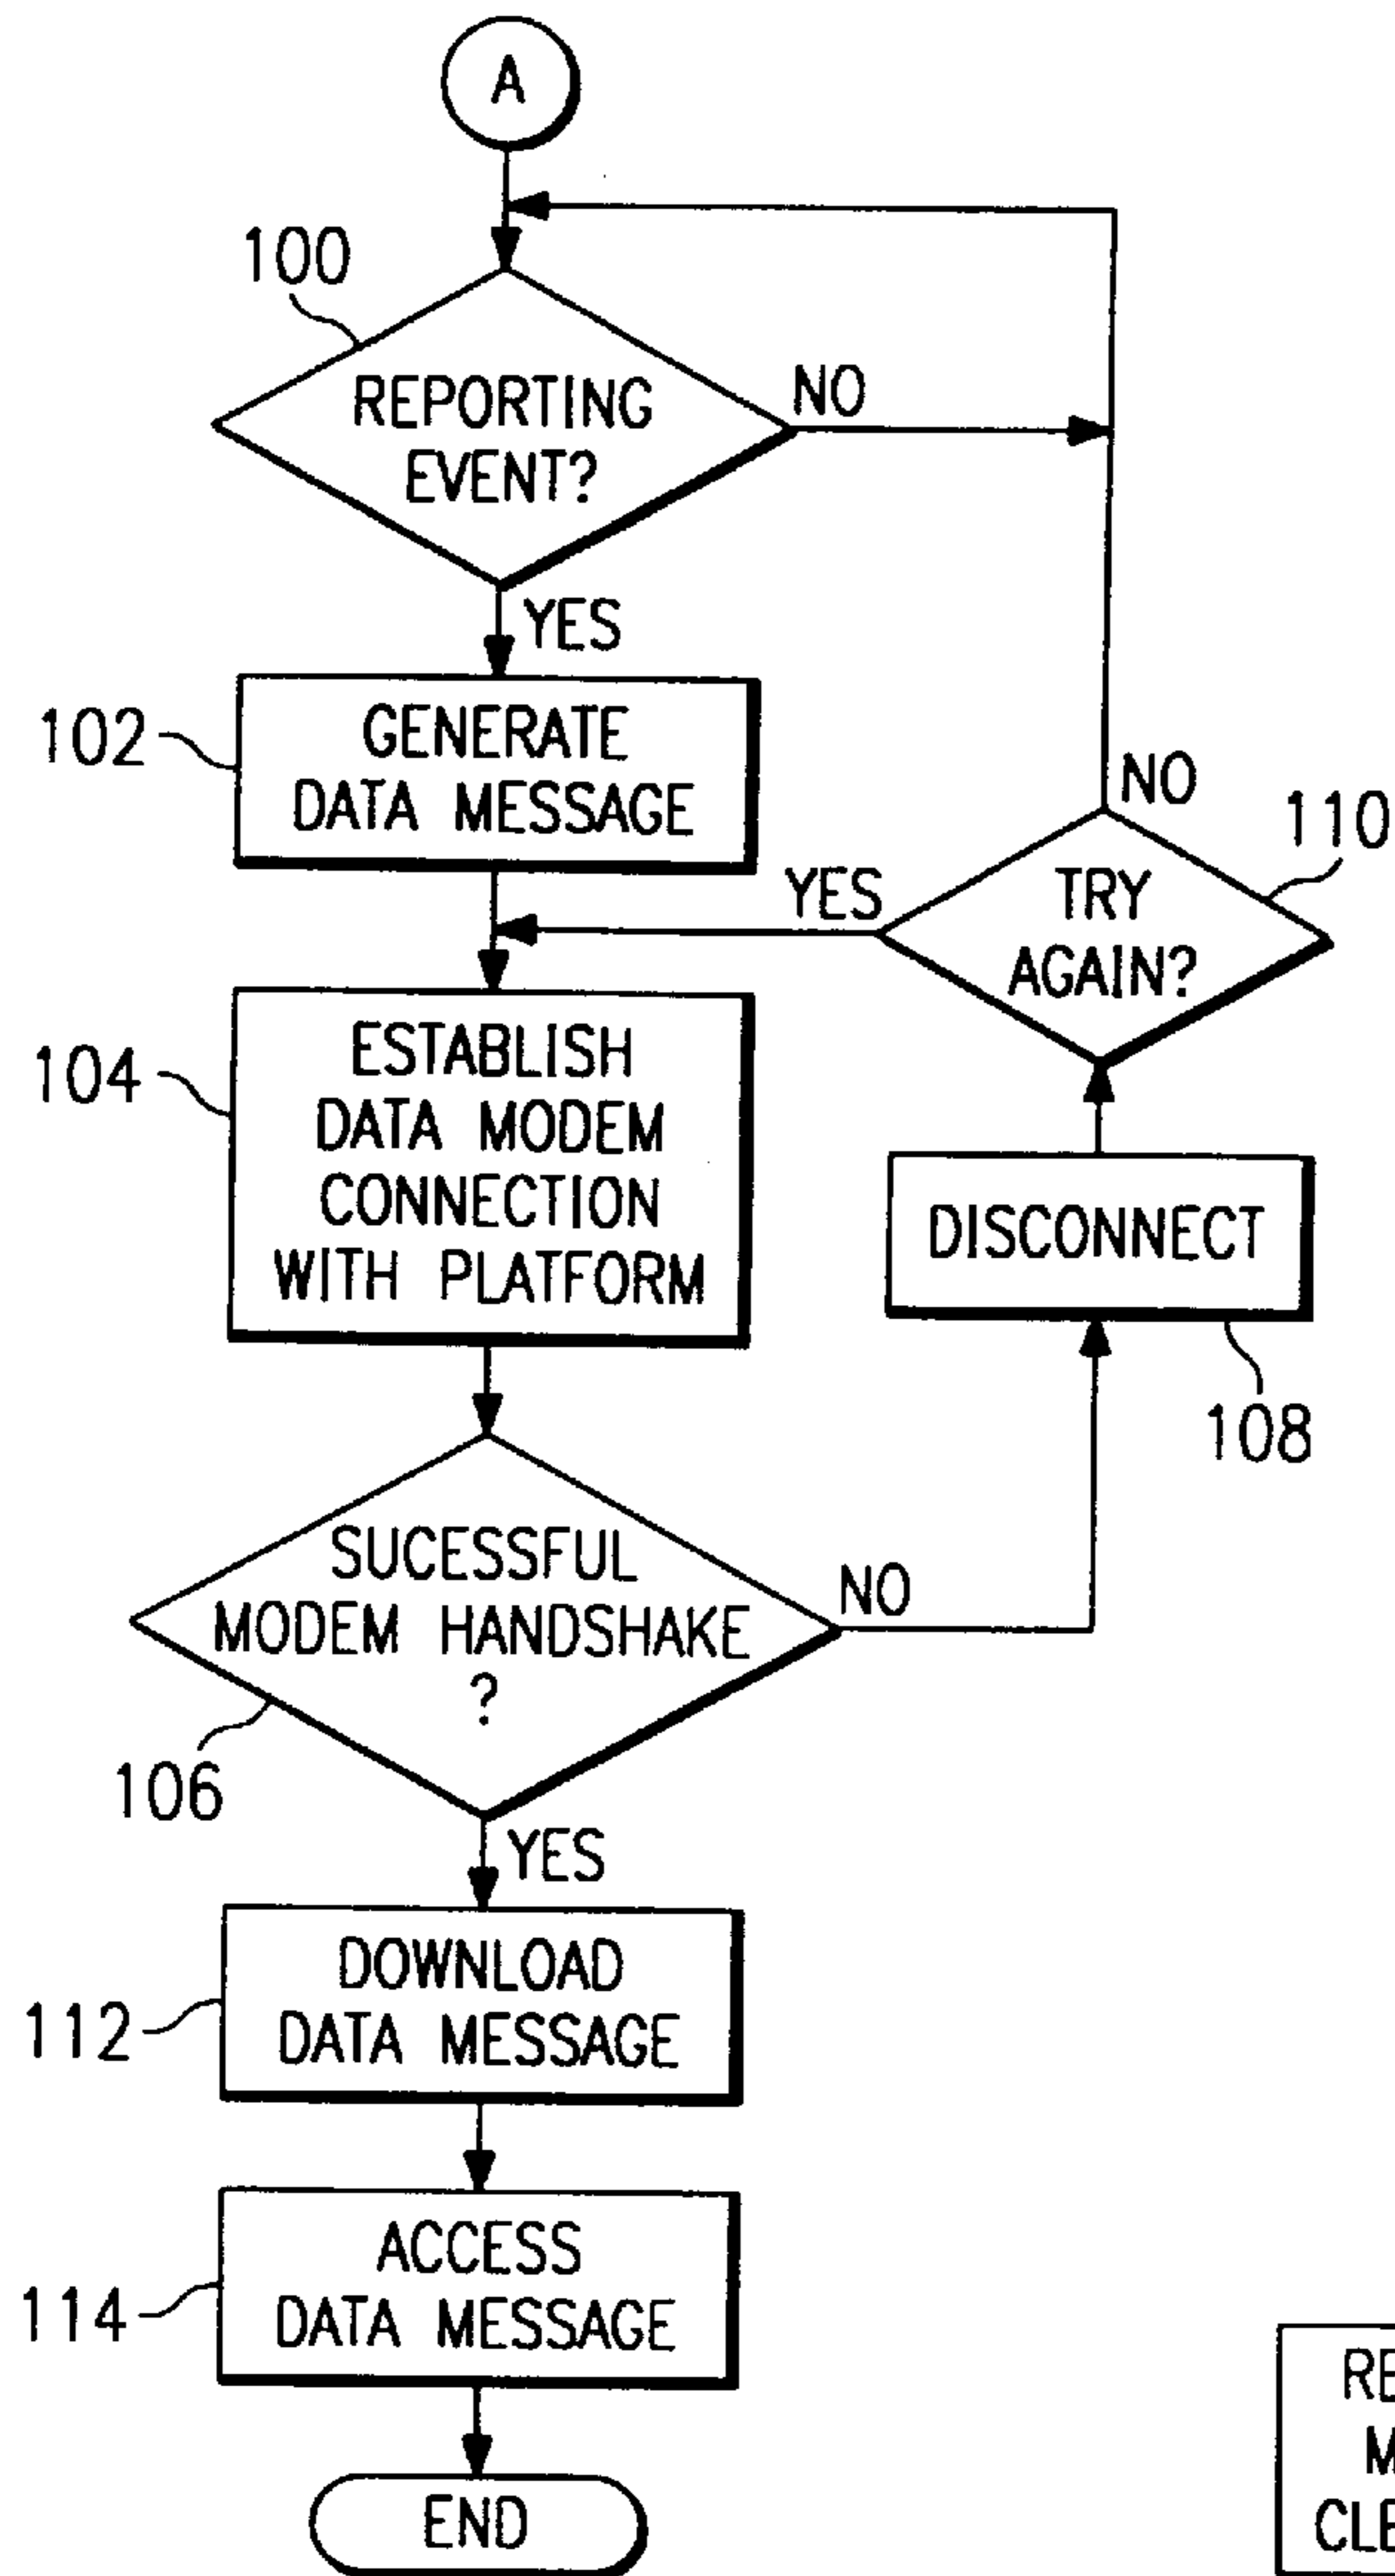 A
100
REPORTING
EVENT?
NO
YES
102
GENERATE
DATA MESSAGE
NO
110
YES
TRY
AGAIN?
104
ESTABLISH
DATA MODEM
CONNECTION
WITH PLATFORM
DISCONNECT
108
SUCESSFUL
MODEM HANDSHAKE
?
NO
106
YES
112
DOWNLOAD
DATA MESSAGE
114
ACCESS
DATA MESSAGE
END